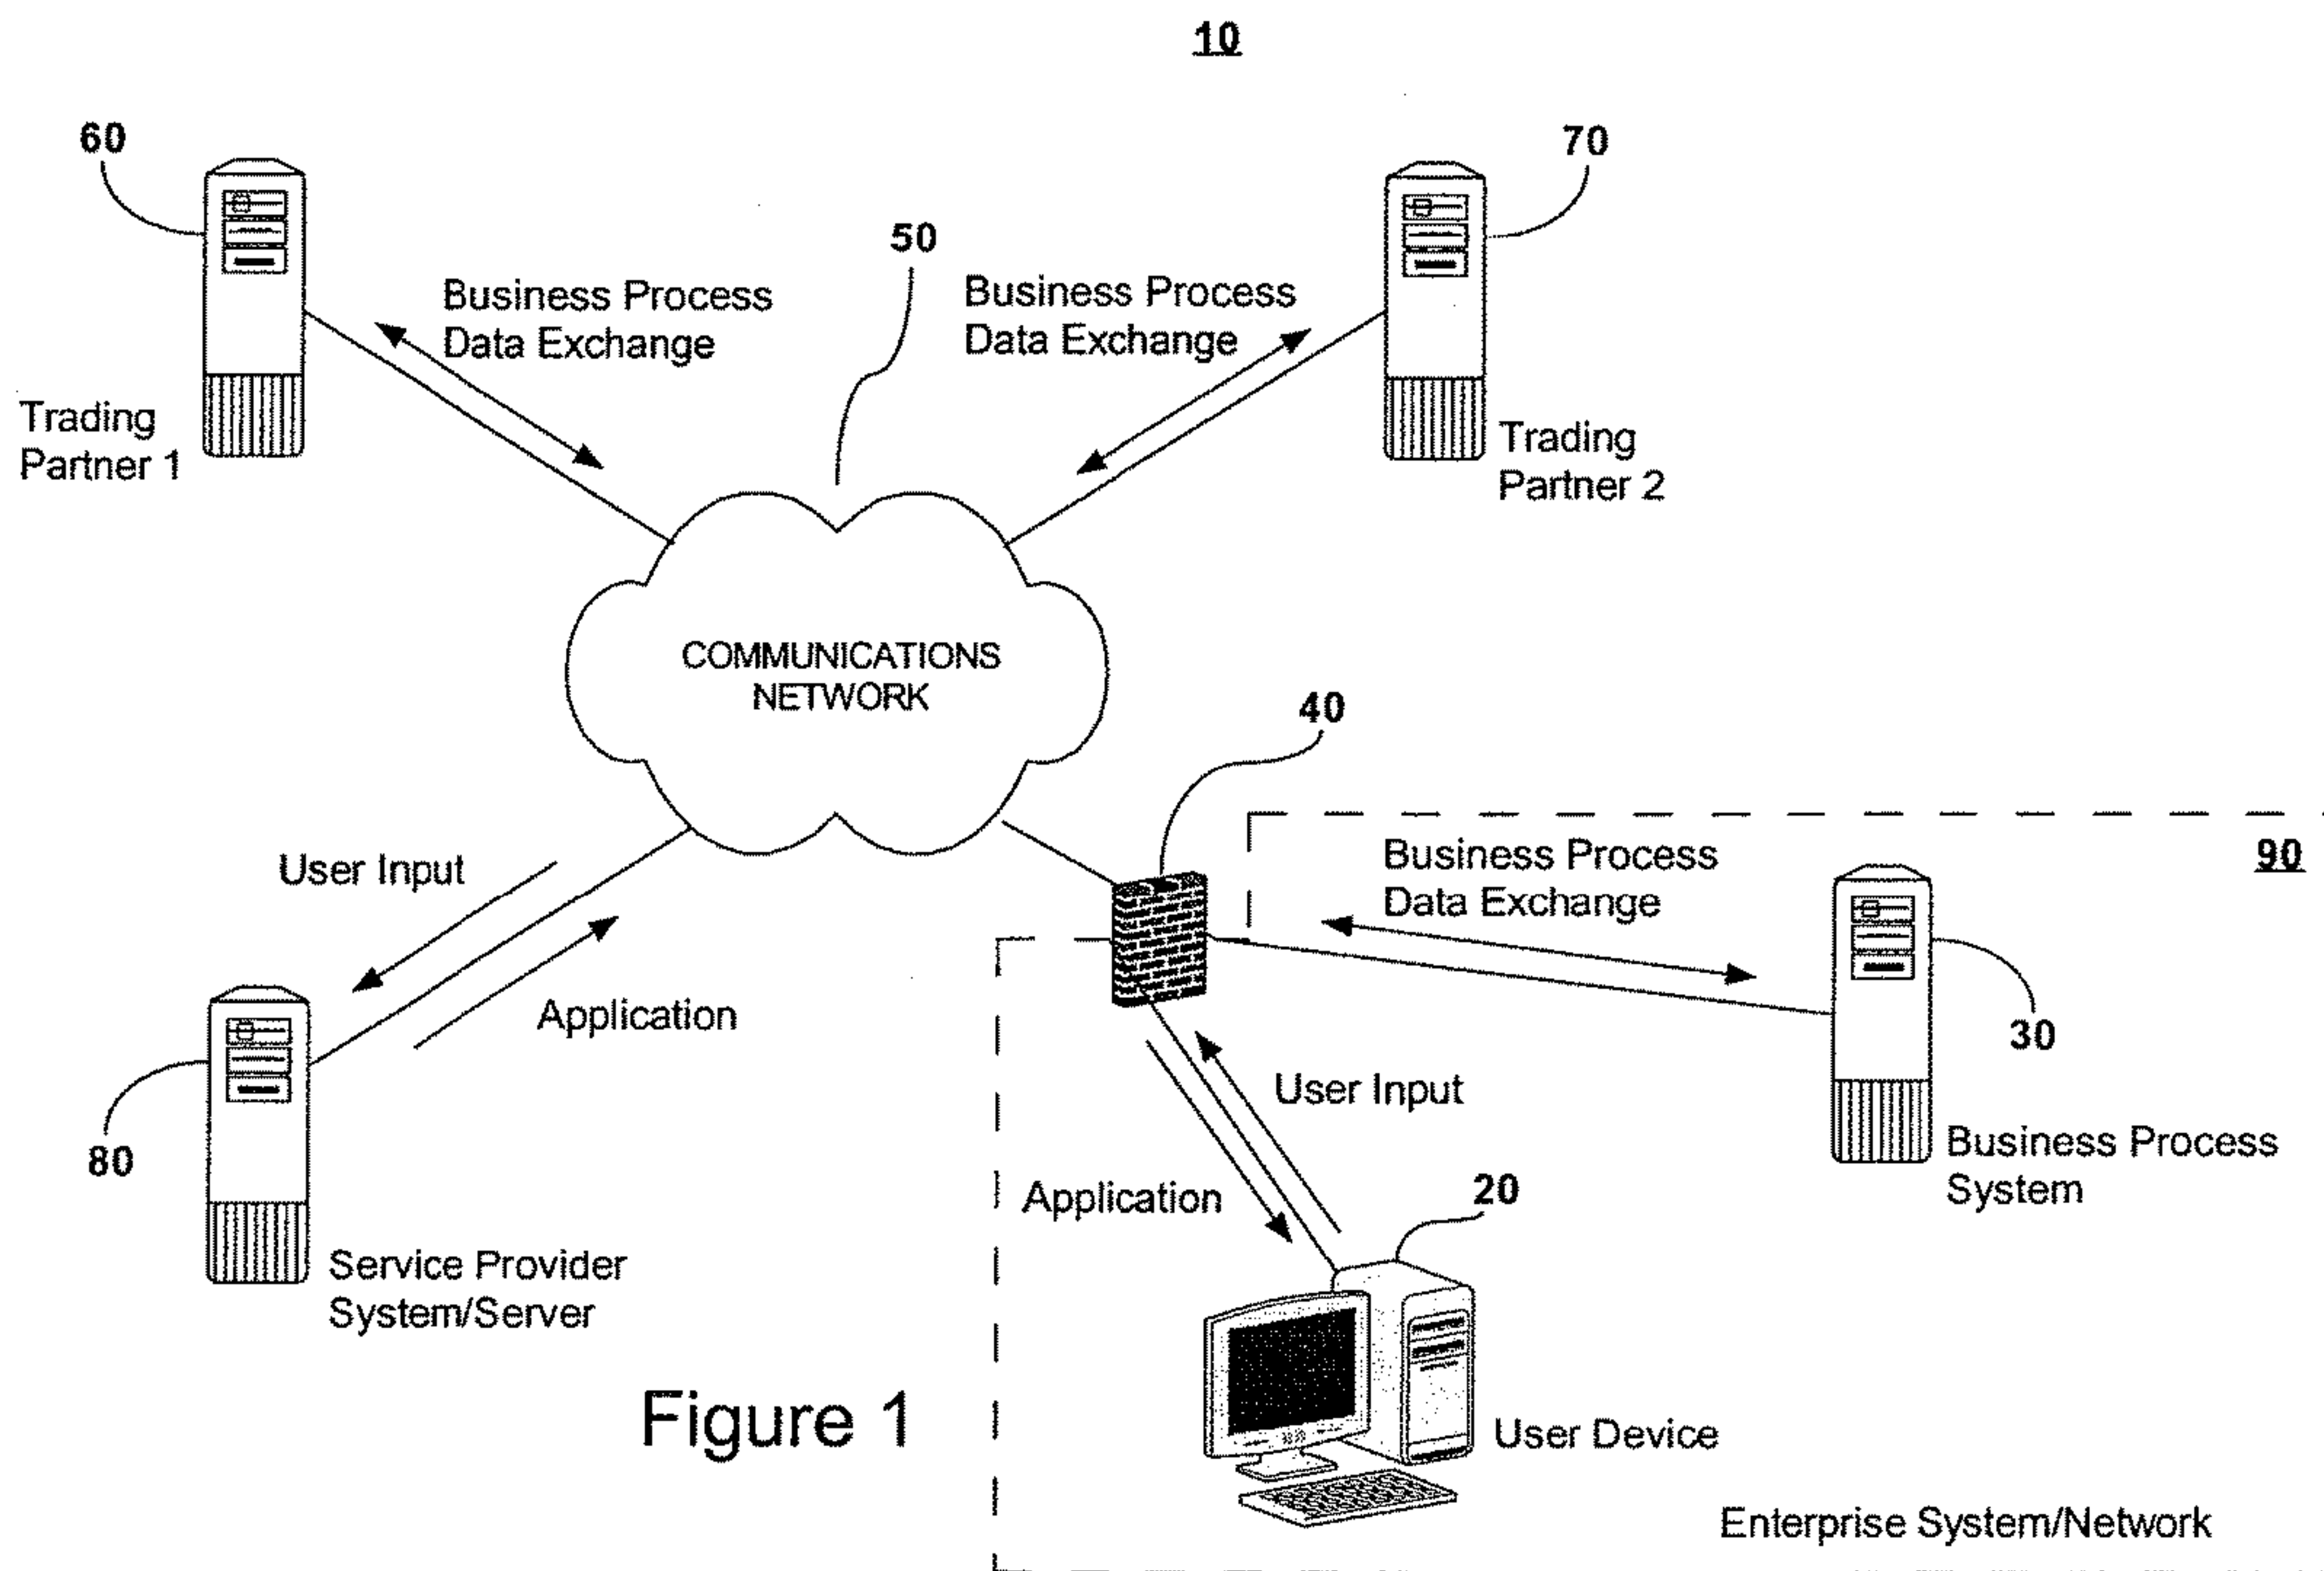 10
60
70
50
Business Process
Data Exchange
Business Process
Data Exchange
Trading
Partner 1
Trading
Partner 2
COMMUNICATIONS
NETWORK
40
90
Business Process
Data Exchange
User Input
Application
30
User Input
80
Business Process
System
Application
20
Service Provider
System/Server
Figure 1
User Device
Enterprise System/Network